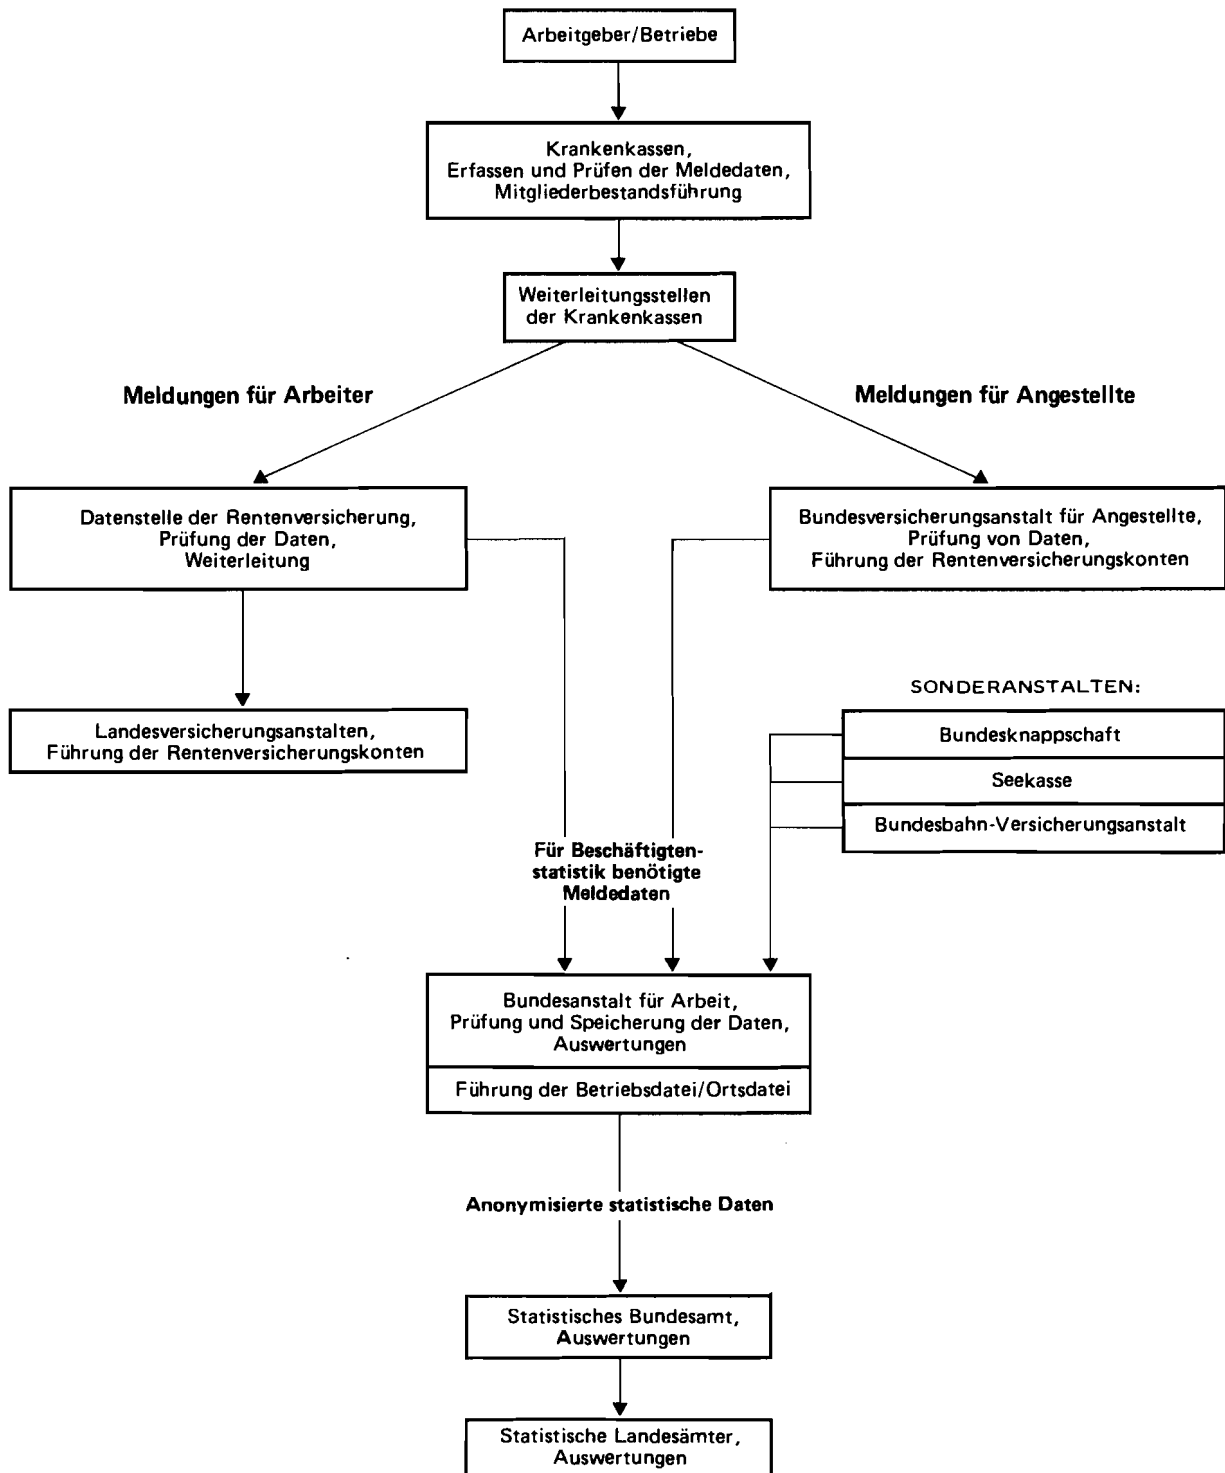 Arbeitgeber/Betriebe
Krankenkassen,
Erfassen und Prüfen der Meldedaten,
Mitgliederbestandsführung
Weiterleitungsstellen
der Krankenkassen
Meldungen für Arbeiter
Meldungen für Angestellte
Datenstelle der Rentenversicherung,
Prüfung der Daten,
Weiterleitung
Bundesversicherungsanstalt für Angestellte,
Prüfung von Daten,
Führung der Rentenversicherungskonten
Landesversicherungsanstalten,
Führung der Rentenversicherungskonten
SONDERANSTALTEN:
Bundesknappschaft
Seekasse
Bundesbahn-Versicherungsanstalt
Für Beschäftigten-
statistik benötigte
Meldedaten
Bundesanstalt für Arbeit,
Prüfung und Speicherung der Daten,
Auswertungen
Führung der Betriebsdatei/Ortsdatei
Anonymisierte statistische Daten
Statistisches Bundesamt,
Auswertungen
Statistische Landesämter,
Auswertungen